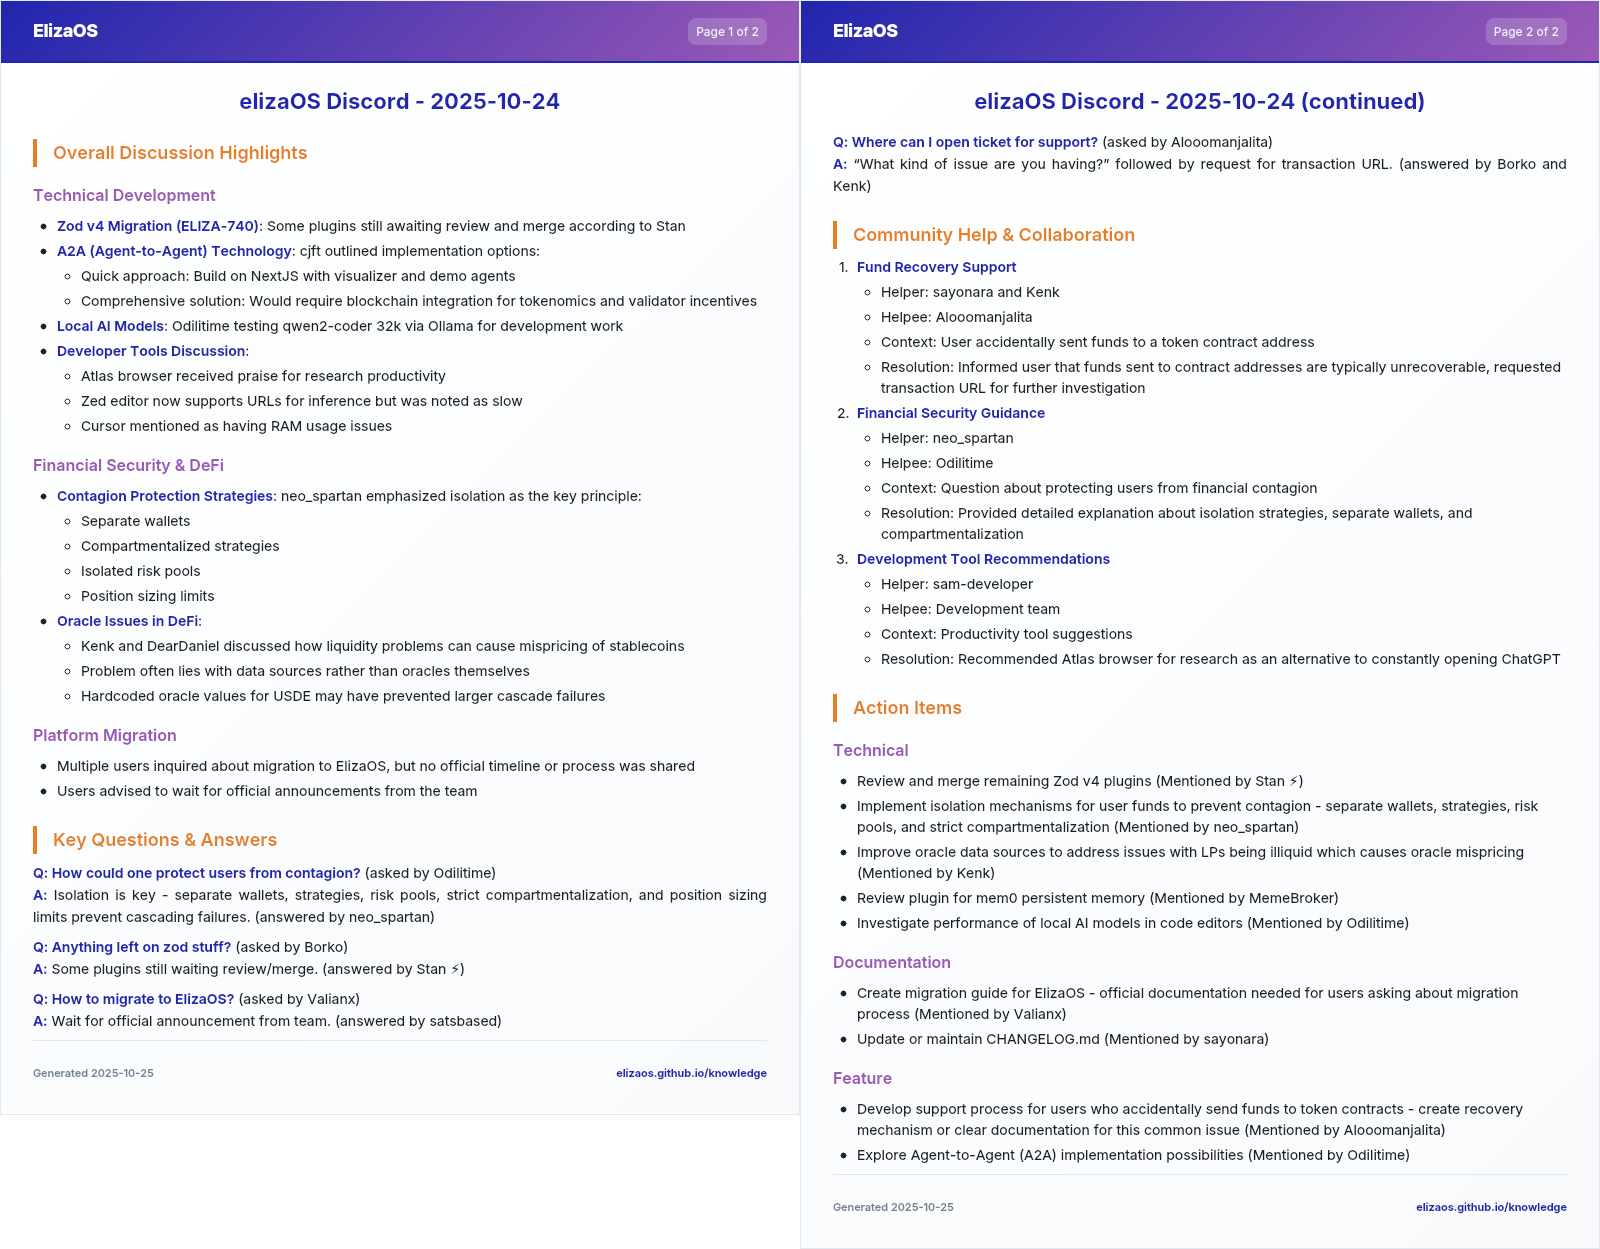 ElizaOS
Page 1 of 2
elizaOS Discord - 2025-10-24
Overall Discussion Highlights
Technical Development
• Zod v4 Migration (ELIZA-740): Some plugins still awaiting review and merge according to Stan
• A2A (Agent-to-Agent) Technology: cjft outlined implementation options:
◦ Quick approach: Build on NextJS with visualizer and demo agents
◦ Comprehensive solution: Would require blockchain integration for tokenomics and validator incentives
• Local AI Models: Odilitime testing qwen2-coder 32k via Ollama for development work
• Developer Tools Discussion:
◦ Atlas browser received praise for research productivity
◦ Zed editor now supports URLs for inference but was noted as slow
◦ Cursor mentioned as having RAM usage issues
Financial Security & DeFi
• Contagion Protection Strategies: neo_spartan emphasized isolation as the key principle:
◦ Separate wallets
◦ Compartmentalized strategies
◦ Isolated risk pools
◦ Position sizing limits
• Oracle Issues in DeFi:
◦ Kenk and DearDaniel discussed how liquidity problems can cause mispricing of stablecoins
◦ Problem often lies with data sources rather than oracles themselves
◦ Hardcoded oracle values for USDE may have prevented larger cascade failures
Platform Migration
• Multiple users inquired about migration to ElizaOS, but no official timeline or process was shared
• Users advised to wait for official announcements from the team
Key Questions & Answers
Q: How could one protect users from contagion? (asked by Odilitime)
A: Isolation is key - separate wallets, strategies, risk pools, strict compartmentalization, and position sizing
limits prevent cascading failures. (answered by neo_spartan)
Q: Anything left on zod stuff? (asked by Borko)
A: Some plugins still waiting review/merge. (answered by Stan ⚡)
Q: How to migrate to ElizaOS? (asked by Valianx)
A: Wait for official announcement from team. (answered by satsbased)
Generated 2025-10-25
elizaos.github.io/knowledge
ElizaOS
Page 2 of 2
elizaOS Discord - 2025-10-24 (continued)
Q: Where can I open ticket for support? (asked by Alooomanjalita)
A: “What kind of issue are you having?” followed by request for transaction URL. (answered by Borko and
Kenk)
Community Help & Collaboration
1. Fund Recovery Support
◦ Helper: sayonara and Kenk
◦ Helpee: Alooomanjalita
◦ Context: User accidentally sent funds to a token contract address
◦ Resolution: Informed user that funds sent to contract addresses are typically unrecoverable, requested
transaction URL for further investigation
2. Financial Security Guidance
◦ Helper: neo_spartan
◦ Helpee: Odilitime
◦ Context: Question about protecting users from financial contagion
◦ Resolution: Provided detailed explanation about isolation strategies, separate wallets, and
compartmentalization
3. Development Tool Recommendations
◦ Helper: sam-developer
◦ Helpee: Development team
◦ Context: Productivity tool suggestions
◦ Resolution: Recommended Atlas browser for research as an alternative to constantly opening ChatGPT
Action Items
Technical
• Review and merge remaining Zod v4 plugins (Mentioned by Stan ⚡)
• Implement isolation mechanisms for user funds to prevent contagion - separate wallets, strategies, risk
pools, and strict compartmentalization (Mentioned by neo_spartan)
• Improve oracle data sources to address issues with LPs being illiquid which causes oracle mispricing
(Mentioned by Kenk)
• Review plugin for mem0 persistent memory (Mentioned by MemeBroker)
• Investigate performance of local AI models in code editors (Mentioned by Odilitime)
Documentation
• Create migration guide for ElizaOS - official documentation needed for users asking about migration
process (Mentioned by Valianx)
• Update or maintain CHANGELOG.md (Mentioned by sayonara)
Feature
• Develop support process for users who accidentally send funds to token contracts - create recovery
mechanism or clear documentation for this common issue (Mentioned by Alooomanjalita)
• Explore Agent-to-Agent (A2A) implementation possibilities (Mentioned by Odilitime)
Generated 2025-10-25
elizaos.github.io/knowledge